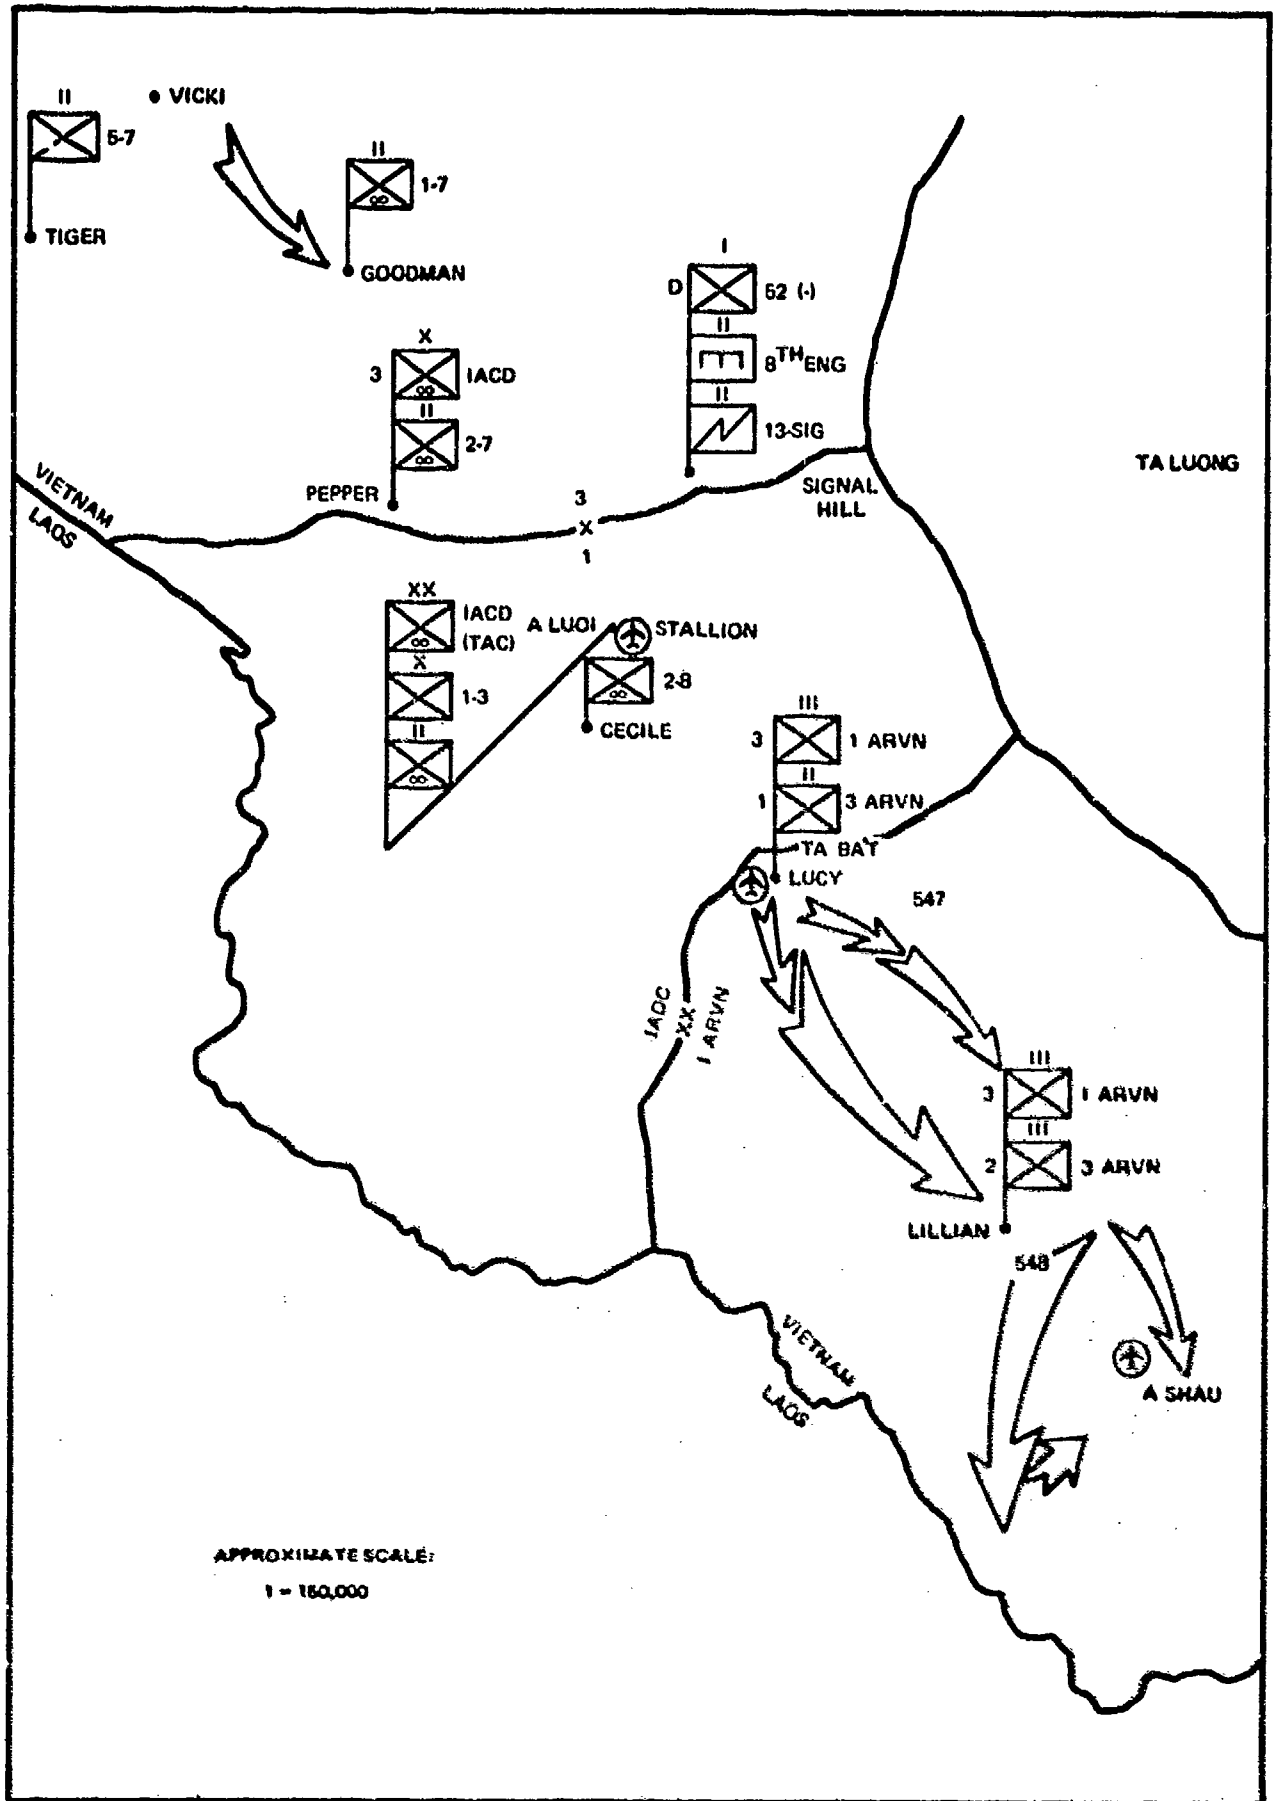 II
VICKI
5-7
TIGER
II
1-7
GOODMAN
I
D 52 (-)
II
8TH ENG
II
13-SIG
X
3 IACD
II
2-7
PEPPER
VIETNAM
LAOS
3
X
1
SIGNAL
HILL
TA LUONG
XX
IACD
(TAC)
X
1-3
II
A LUOI
STALLION
2-8
CECILE
III
3 1 ARVN
II
1 3 ARVN
TA BAT
LUCY
547
IADC
XX
1 ARVN
III
3 1 ARVN
III
2 3 ARVN
LILLIAN
548
VIETNAM
LAOS
A SHAU
APPROXIMATE SCALE: